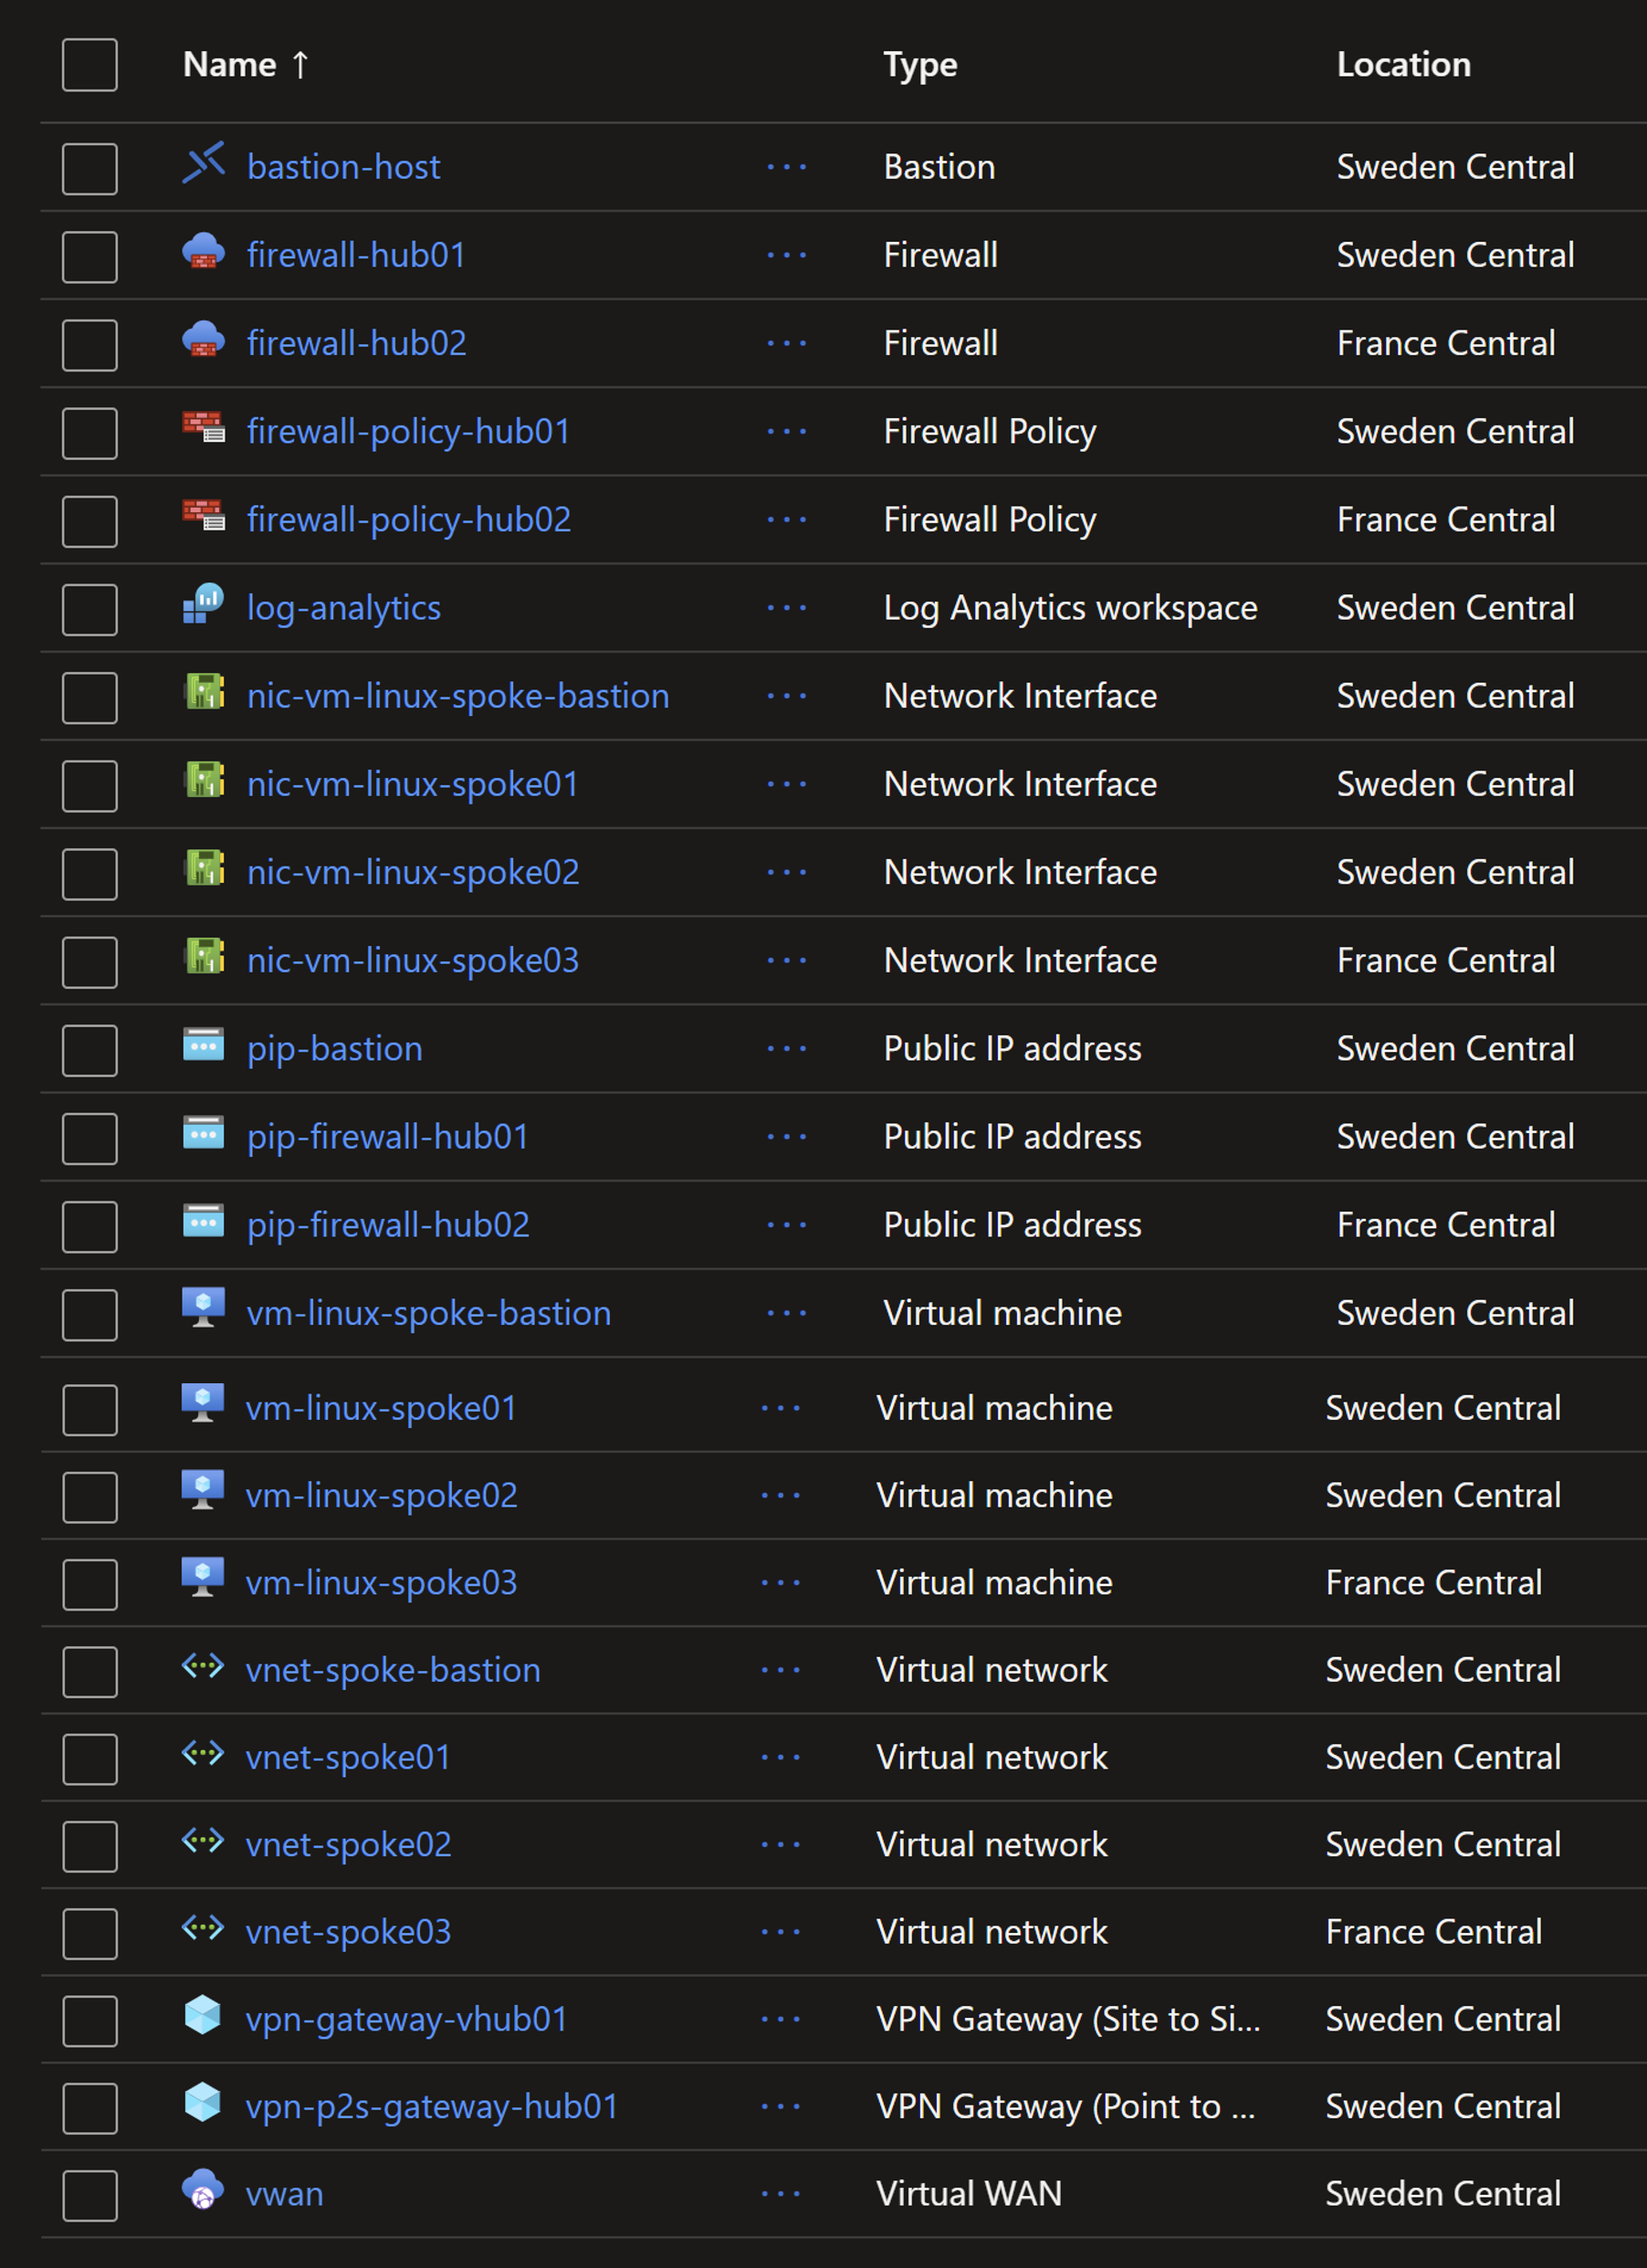 Name ↑ Type Location
bastion-host ··· Bastion Sweden Central
firewall-hub01 ··· Firewall Sweden Central
firewall-hub02 ··· Firewall France Central
firewall-policy-hub01 ··· Firewall Policy Sweden Central
firewall-policy-hub02 ··· Firewall Policy France Central
log-analytics ··· Log Analytics workspace Sweden Central
nic-vm-linux-spoke-bastion ··· Network Interface Sweden Central
nic-vm-linux-spoke01 ··· Network Interface Sweden Central
nic-vm-linux-spoke02 ··· Network Interface Sweden Central
nic-vm-linux-spoke03 ··· Network Interface France Central
pip-bastion ··· Public IP address Sweden Central
pip-firewall-hub01 ··· Public IP address Sweden Central
pip-firewall-hub02 ··· Public IP address France Central
vm-linux-spoke-bastion ··· Virtual machine Sweden Central
vm-linux-spoke01 ··· Virtual machine Sweden Central
vm-linux-spoke02 ··· Virtual machine Sweden Central
vm-linux-spoke03 ··· Virtual machine France Central
vnet-spoke-bastion ··· Virtual network Sweden Central
vnet-spoke01 ··· Virtual network Sweden Central
vnet-spoke02 ··· Virtual network Sweden Central
vnet-spoke03 ··· Virtual network France Central
vpn-gateway-vhub01 ··· VPN Gateway (Site to Si... Sweden Central
vpn-p2s-gateway-hub01 ··· VPN Gateway (Point to ... Sweden Central
vwan ··· Virtual WAN Sweden Central